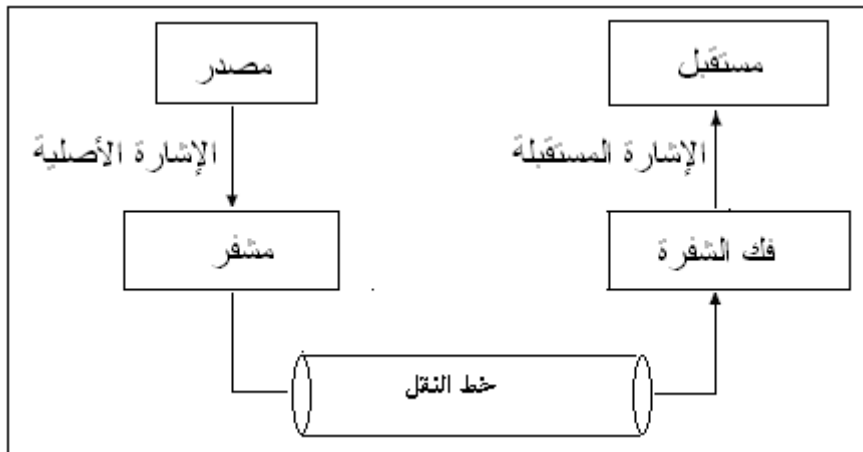 مصدر
مستقبل
الإشارة الأصلية
الإشارة المستقبلة
مشفر
فك الشفرة
خط النقل